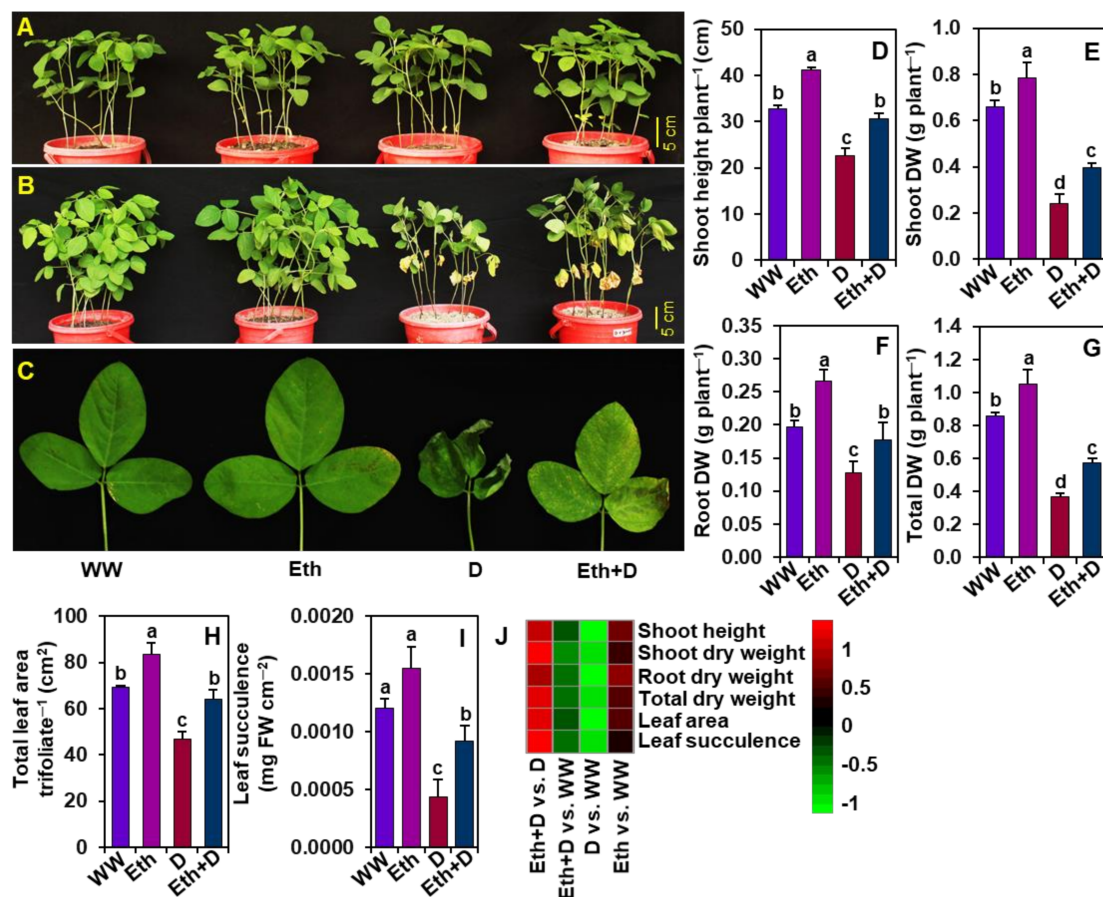 A
5 cm
B
5 cm
C
WW Eth D Eth+D
D
Shoot height plant⁻¹ (cm)
50
40
30
20
10
0
b a c b
WW Eth D Eth+D
E
Shoot DW (g plant⁻¹)
0.8
0.6
0.4
0.2
0.0
1.0
b a d c
WW Eth D Eth+D
F
Root DW (g plant⁻¹)
0.35
0.30
0.25
0.20
0.15
0.10
0.05
0.00
b a c b
WW Eth D Eth+D
G
Total DW (g plant⁻¹)
1.4
1.2
1.0
0.8
0.6
0.4
0.2
0.0
b a d c
WW Eth D Eth+D
H
Total leaf area
trifoliate⁻¹ (cm²)
100
80
60
40
20
0
b a c b
WW Eth D Eth+D
I
Leaf succulence
(mg FW cm⁻²)
0.0020
0.0015
0.0010
0.0005
0.0000
a a c b
WW Eth D Eth+D
J
Shoot height
Shoot dry weight
Root dry weight
Total dry weight
Leaf area
Leaf succulence
Eth+D vs. D
Eth+D vs. WW
D vs. WW
Eth vs. WW
1
0.5
0
-0.5
-1